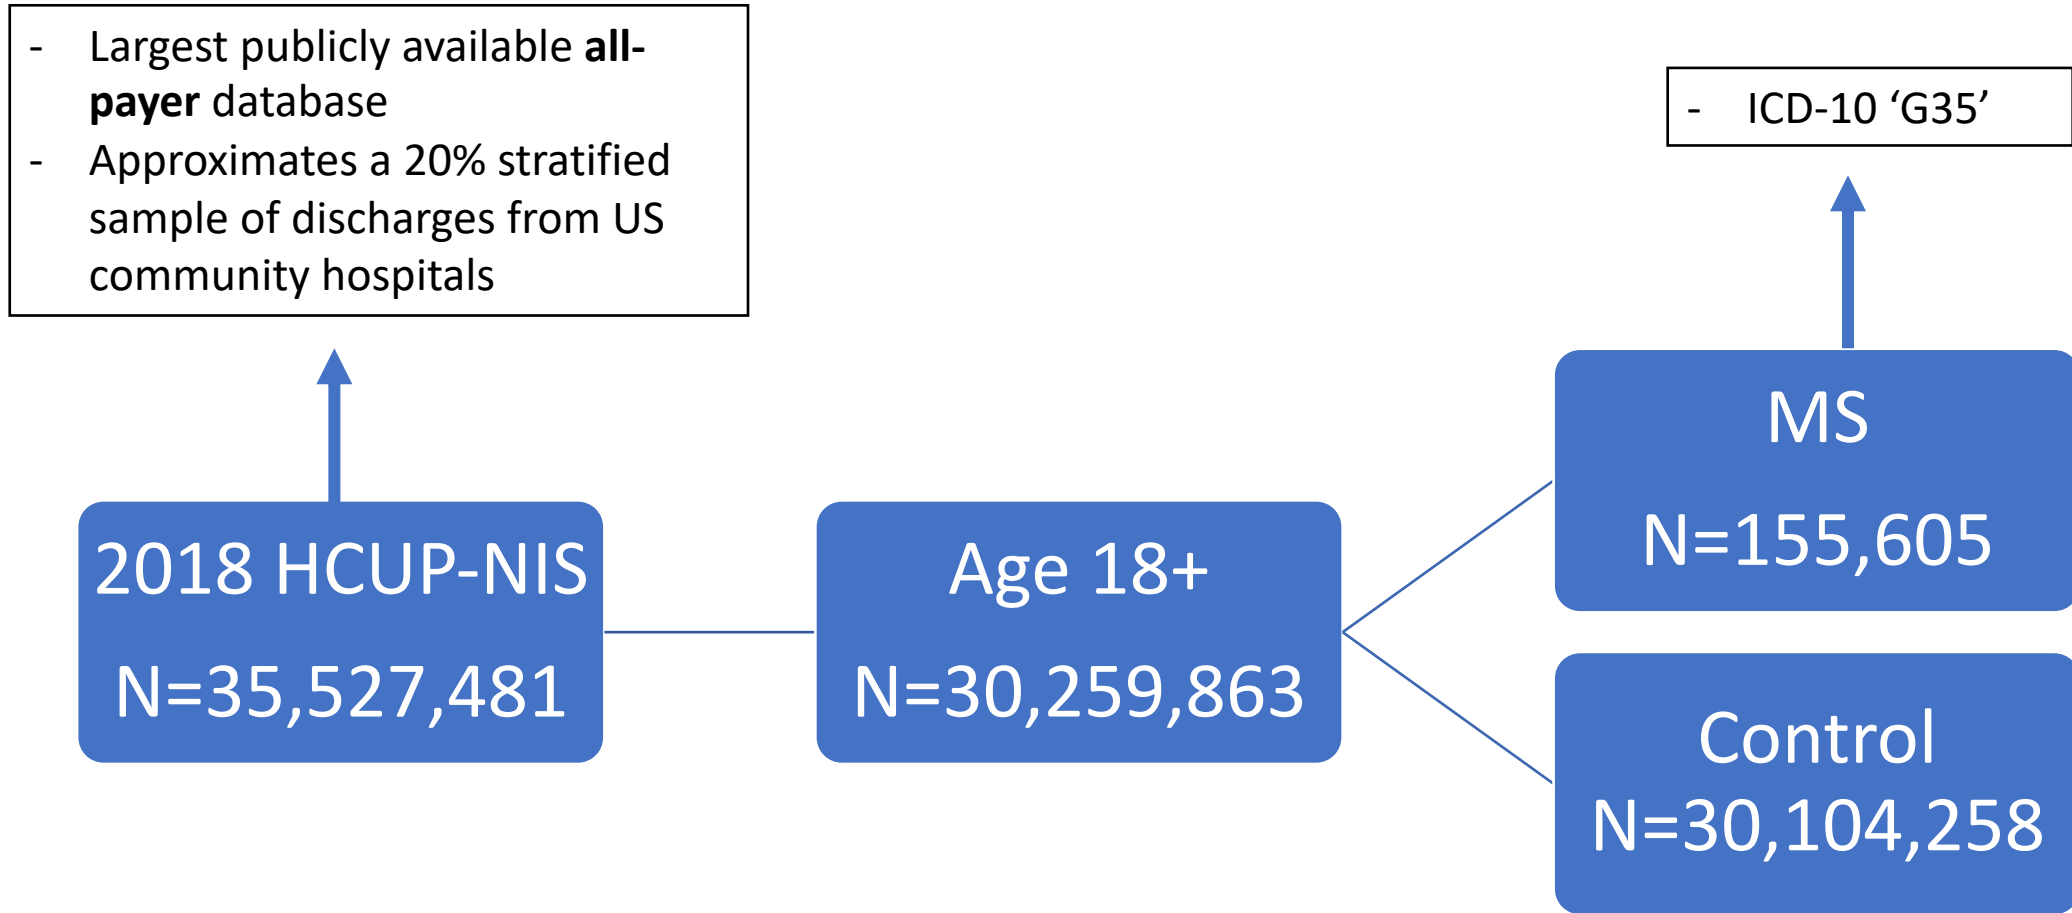 - Largest publicly available all-
payer database
- Approximates a 20% stratified
sample of discharges from US
community hospitals
- ICD-10 ‘G35’
2018 HCUP-NIS
N=35,527,481
Age 18+
N=30,259,863
MS
N=155,605
Control
N=30,104,258